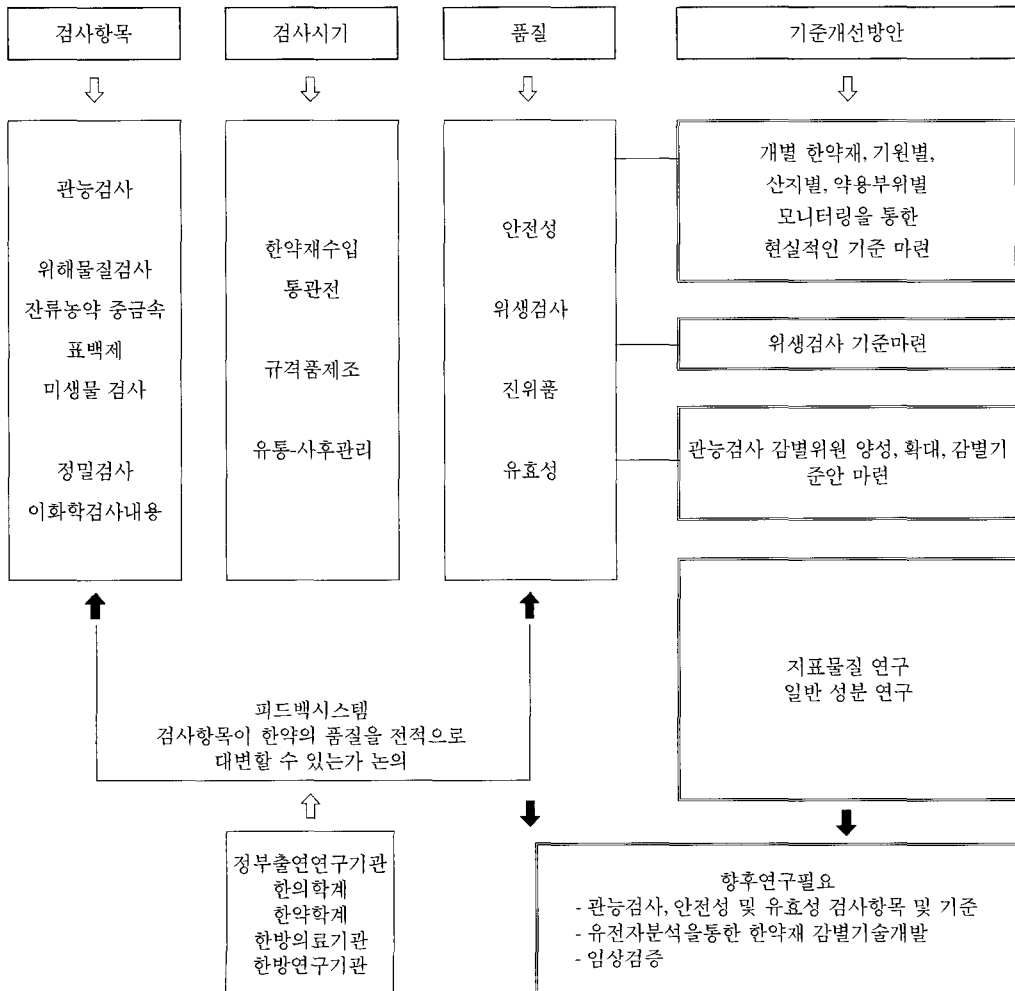 검사항목
검사시기
품질
기준개선방안
관능검사
위해물질검사
잔류농약 중금속
표백제
미생물 검사
정밀검사
이화학검사내용
한약재수입
통관전
규격품제조
유통-사후관리
안전성
위생검사
진위품
유효성
개별 한약재, 기원별,
산지별, 약용부위별
모니터링을 통한
현실적인 기준 마련
위생검사 기준마련
관능검사 감별위원 양성, 확대, 감별기
준안 마련
지표물질 연구
일반 성분 연구
피드백시스템
검사항목이 한약의 품질을 전적으로
대변할 수 있는가 논의
정부출연연구기관
한의학계
한약학계
한방의료기관
한방연구기관
향후연구필요
- 관능검사, 안전성 및 유효성 검사항목 및 기준
- 유전자분석을통한 한약재 감별기술개발
- 임상검증